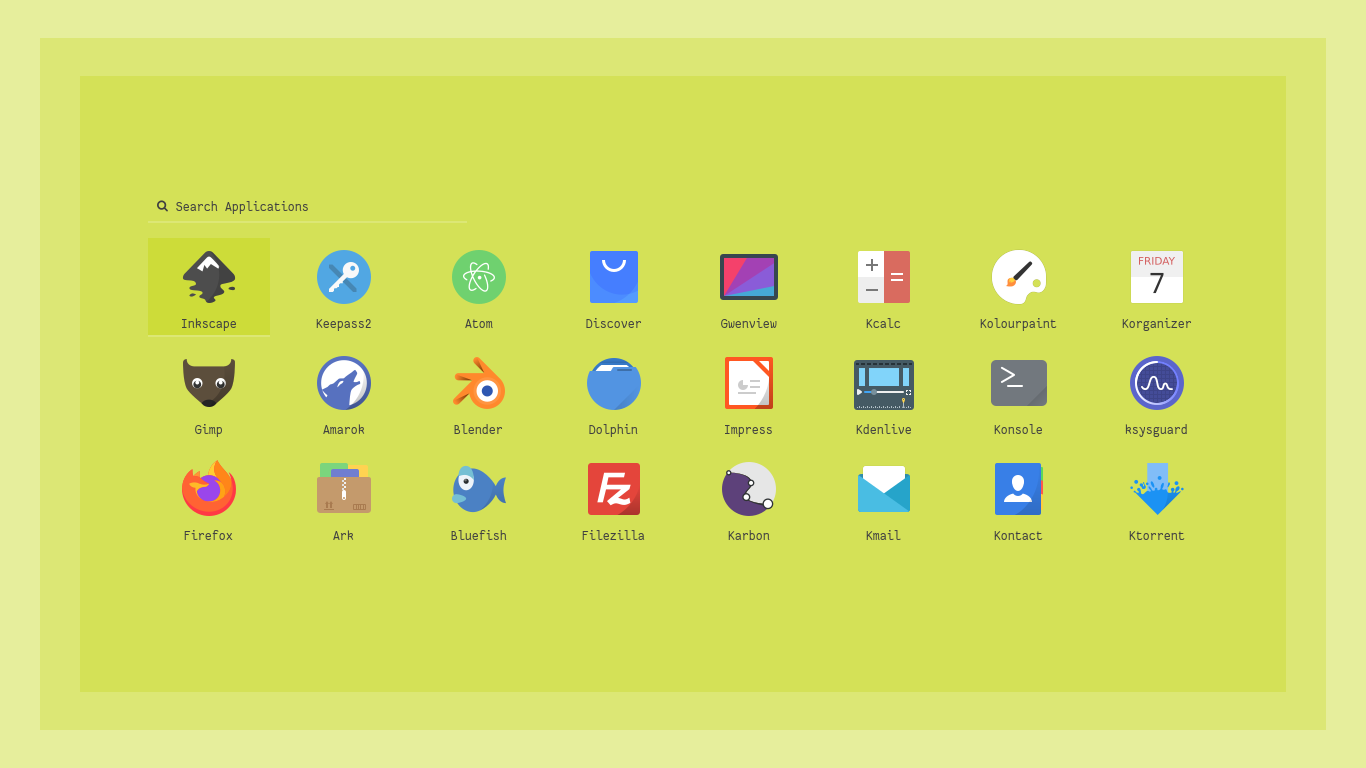 Search Applications
Inkscape
Keepass2
Atom
Discover
Gwenview
Kcalc
Kolourpaint
FRIDAY
7
Korganizer
Gimp
Amarok
Blender
Dolphin
Impress
Kdenlive
Konsole
ksysguard
Firefox
Ark
Bluefish
Fz
Filezilla
Karbon
Kmail
Kontact
Ktorrent